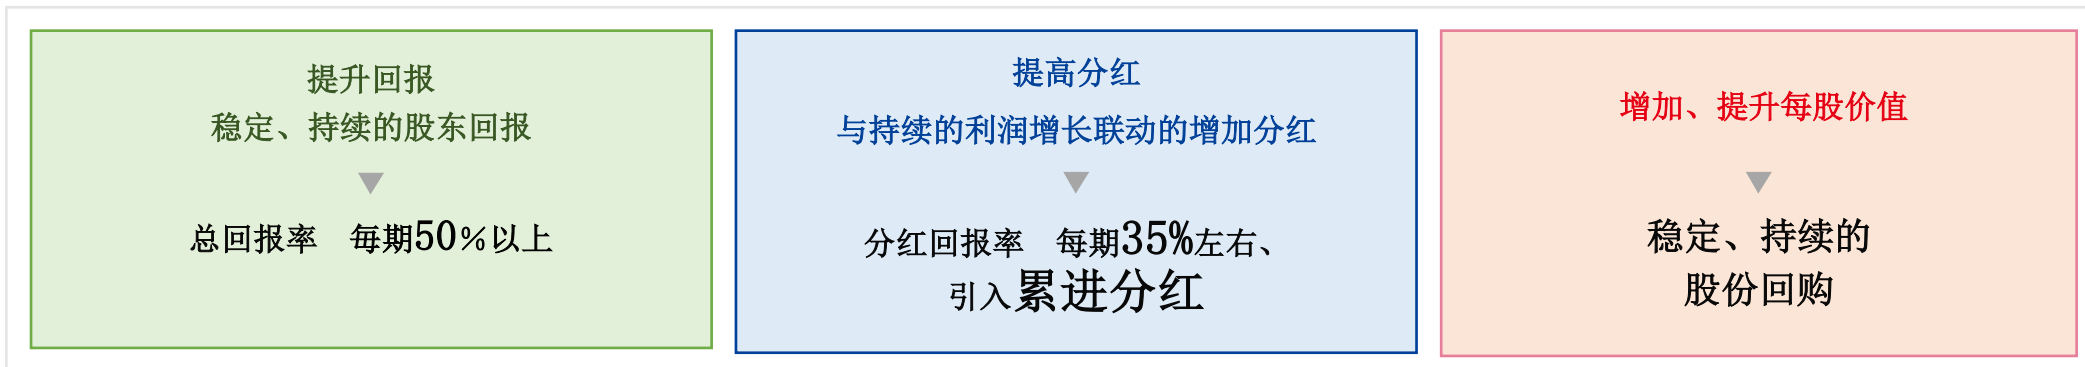 提升回报
稳定、持续的股东回报
总回报率　每期50％以上
提高分红
与持续的利润增长联动的增加分红
分红回报率　每期35%左右、
引入累进分红
增加、提升每股价值
稳定、持续的
股份回购